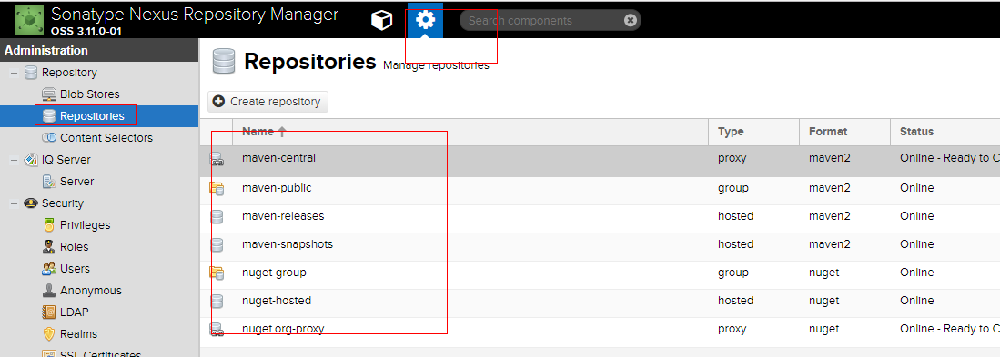 Sonatype Nexus Repository Manager
OSS 3.11.0-01
Search components
Administration
Repository
Blob Stores
Repositories
Content Selectors
IQ Server
Server
Security
Privileges
Roles
Users
Anonymous
LDAP
Realms
SSL Certificates
Repositories Manage repositories
Create repository
Name Type Format Status
maven-central proxy maven2 Online - Ready to C
maven-public group maven2 Online
maven-releases hosted maven2 Online
maven-snapshots hosted maven2 Online
nuget-group group nuget Online
nuget-hosted hosted nuget Online
nuget.org-proxy proxy nuget Online - Ready to C